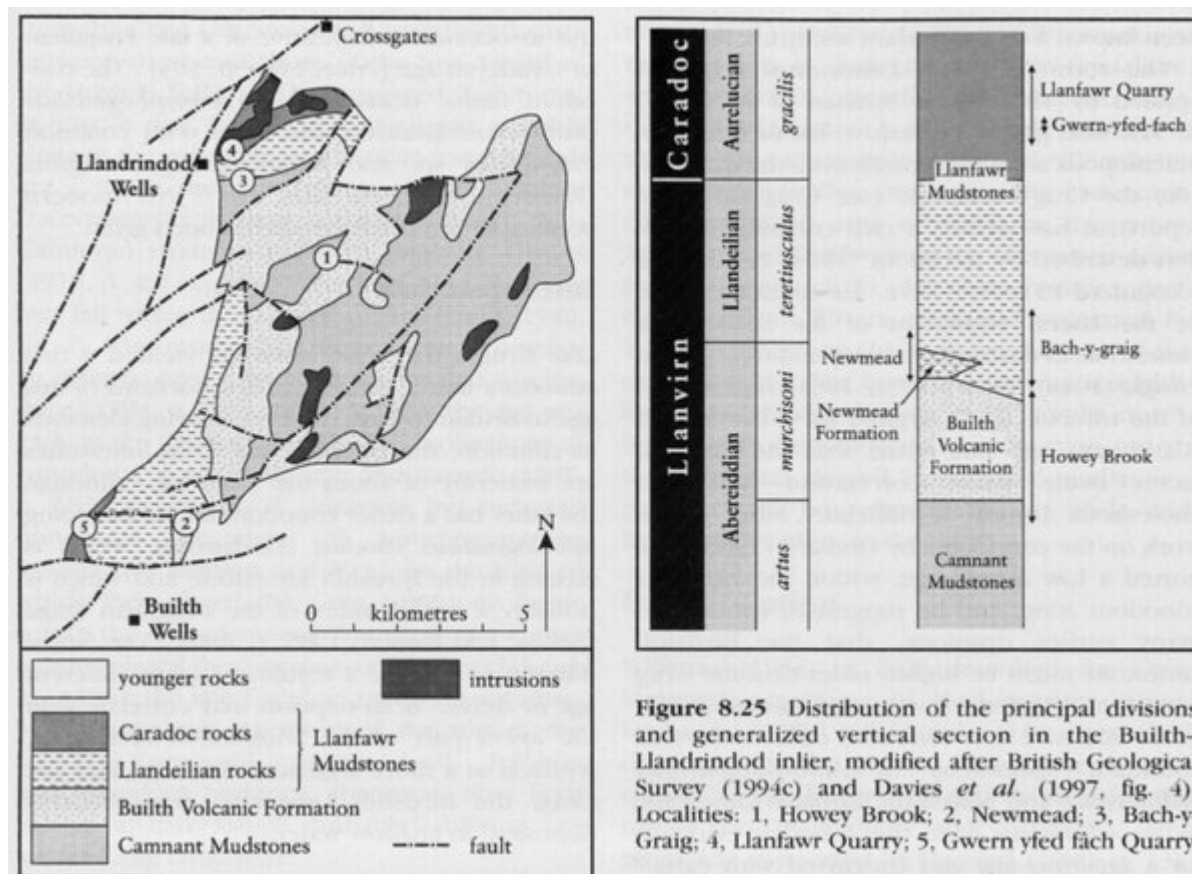 Crossgates
Llandrindod
Wells
4
3
1
5
2
Builth
Wells
N
0 kilometres 5
younger rocks
intrusions
Caradoc rocks
Llandeilian rocks
Llanfawr
Mudstones
Builth Volcanic Formation
Camnant Mudstones
fault
Caradoc
Llanvirn
Aurelucian
Llandeilian
Abereiddian
gracilis
teretiusculus
murchisoni
artus
Llanfawr
Mudstones
Newmead
Newmead
Formation
Builth
Volcanic
Formation
Camnant
Mudstones
Llanfawr Quarry
Gwern-yfed-fach
Bach-y-graig
Howey Brook
Figure 8.25 Distribution of the principal divisions
and generalized vertical section in the Builth–
Llandrindod inlier, modified after British Geologica
Survey (1994c) and Davies et al. (1997, fig. 4)
Localities: 1, Howey Brook; 2, Newmead; 3, Bach-y
Graig; 4, Llanfawr Quarry; 5, Gwern yfed fâch Quarry